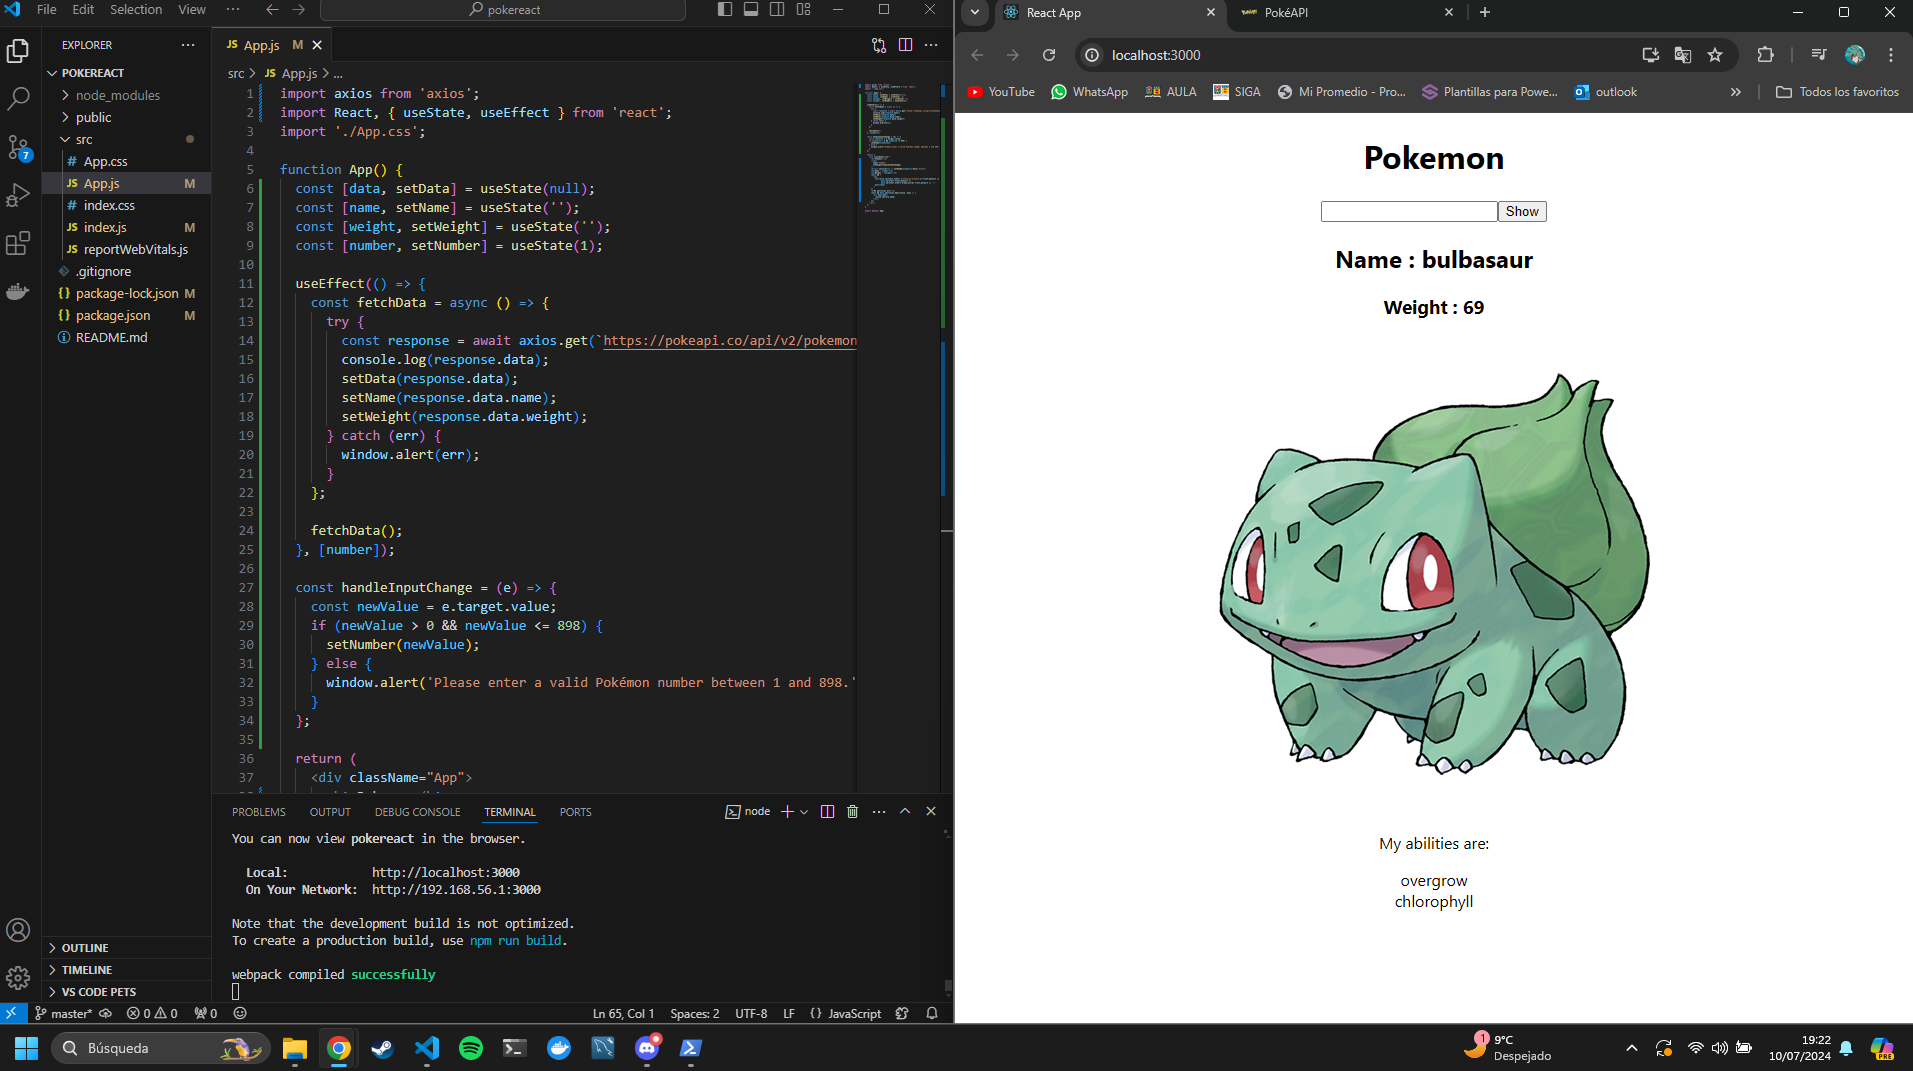 File Edit Selection View ··· pokereact
EXPLORER ···
POKEREACT
node_modules
public
src
# App.css
JS App.js M
# index.css
JS index.js M
JS reportWebVitals.js
.gitignore
{} package-lock.json M
{} package.json M
README.md
7
OUTLINE
TIMELINE
VS CODE PETS
JS App.js M
src > JS App.js > ...
1 import axios from 'axios';
2 import React, { useState, useEffect } from 'react';
3 import './App.css';
4
5 function App() {
6 const [data, setData] = useState(null);
7 const [name, setName] = useState('');
8 const [weight, setWeight] = useState('');
9 const [number, setNumber] = useState(1);
10
11 useEffect(() => {
12 const fetchData = async () => {
13 try {
14 const response = await axios.get(`https://pokeapi.co/api/v2/pokemon
15 console.log(response.data);
16 setData(response.data);
17 setName(response.data.name);
18 setWeight(response.data.weight);
19 } catch (err) {
20 window.alert(err);
21 }
22 };
23
24 fetchData();
25 }, [number]);
26
27 const handleInputChange = (e) => {
28 const newValue = e.target.value;
29 if (newValue > 0 && newValue <= 898) {
30 setNumber(newValue);
31 } else {
32 window.alert('Please enter a valid Pokémon number between 1 and 898.'
33 }
34 };
35
36 return (
37 <div className="App">
PROBLEMS OUTPUT DEBUG CONSOLE TERMINAL PORTS node
You can now view pokereact in the browser.
Local: http://localhost:3000
On Your Network: http://192.168.56.1:3000
Note that the development build is not optimized.
To create a production build, use npm run build.
webpack compiled successfully
master* 0 0 0 Ln 65, Col 1 Spaces: 2 UTF-8 LF {} JavaScript
React App PokéAPI
localhost:3000
YouTube WhatsApp AULA SIGA Mi Promedio - Pro... Plantillas para Powe... outlook » Todos los favoritos
Pokemon
Show
Name : bulbasaur
Weight : 69
My abilities are:
overgrow
chlorophyll
Búsqueda
1 9°C
Despejado
19:22
10/07/2024
PRE